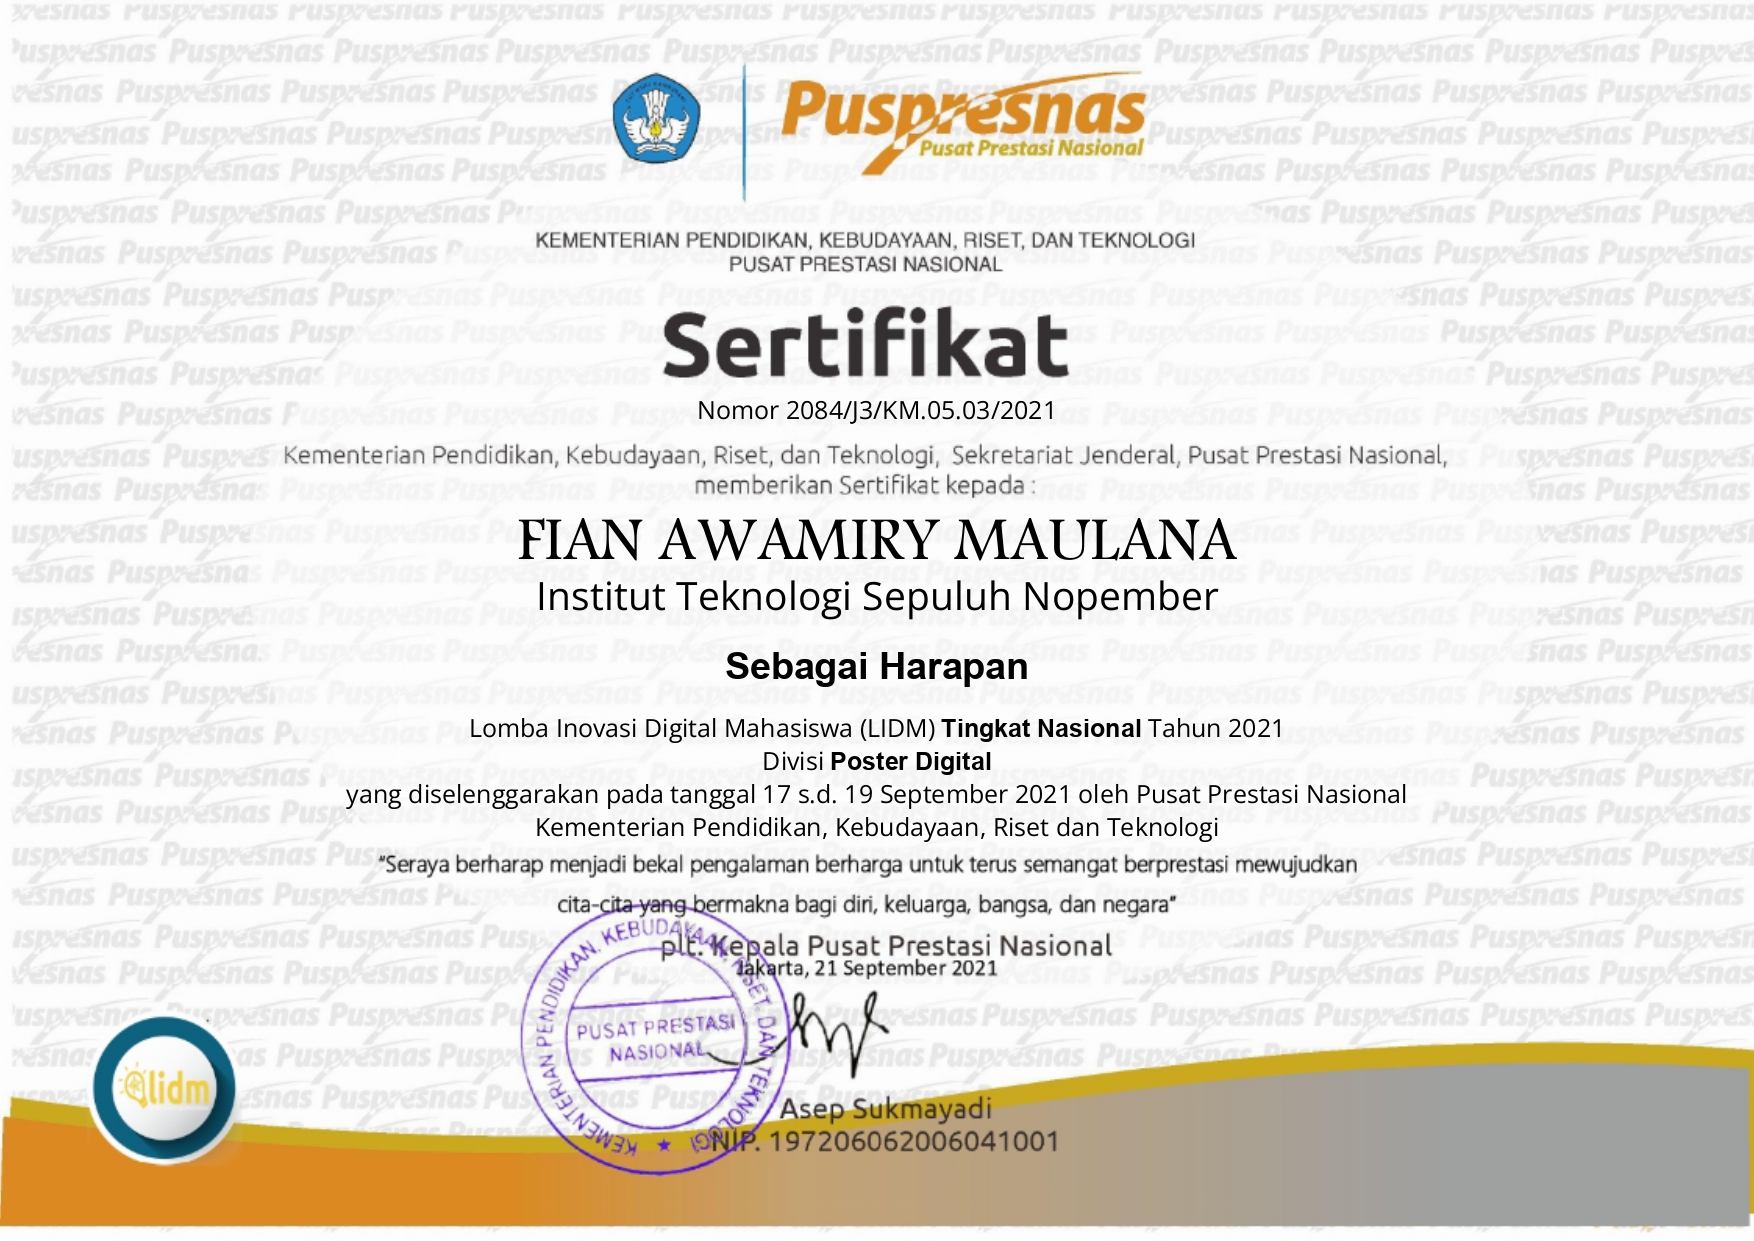 Puspresnas
Pusat Prestasi Nasional
KEMENTERIAN PENDIDIKAN, KEBUDAYAAN, RISET, DAN TEKNOLOGI
PUSAT PRESTASI NASIONAL
Sertifikat
Nomor 2084/J3/KM.05.03/2021
Kementerian Pendidikan, Kebudayaan, Riset, dan Teknologi, Sekretariat Jenderal, Pusat Prestasi Nasional,
memberikan Sertifikat kepada :
FIAN AWAMIRY MAULANA
Institut Teknologi Sepuluh Nopember
Sebagai Harapan
Lomba Inovasi Digital Mahasiswa (LIDM) Tingkat Nasional Tahun 2021
Divisi Poster Digital
yang diselenggarakan pada tanggal 17 s.d. 19 September 2021 oleh Pusat Prestasi Nasional
Kementerian Pendidikan, Kebudayaan, Riset dan Teknologi
"Seraya berharap menjadi bekal pengalaman berharga untuk terus semangat berprestasi mewujudkan
cita-cita yang bermakna bagi diri, keluarga, bangsa, dan negara"
plt. Kepala Pusat Prestasi Nasional
Jakarta, 21 September 2021
KEMENTERIAN PENDIDIKAN, KEBUDAYAAN, RISET, DAN TEKNOLOGI
PUSAT PRESTASI
NASIONAL
lidm
Asep Sukmayadi
NIP. 197206062006041001